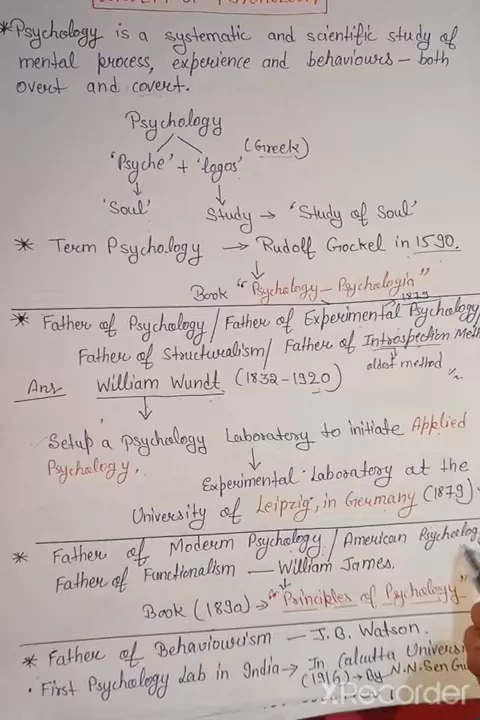 *Psychology is a systematic and scientific study of
mental process, experience and behaviours – both
overt and covert.
Psychology
'Psyche' + 'logos' (Greek)
'Soul' Study → "Study of Soul"
* Term Psychology → Rudolf Gockel in 1590.
Book "Psychology – Psychologia"
1879
* Father of Psychology / Father of Experimental Psychology/
Father of Structuralism / Father of Introspection Meth
oldest method
Ans William Wundt (1832-1920)
Setup a psychology Laboratory to initiate Applied
Psychology.
Experimental Laboratory at the
University of Leipzig, in Germany (1879)
* Father of Moderm Psychology / American Psycholog
Father of Functionalism — William James.
Book (1890) → "Principles of Psychology"
* Father of Behaviourism — J.B. Watson.
• First Psychology Lab in India → In Calcutta Universi
(1916) → By N.N. Sen Gu
XRecorder